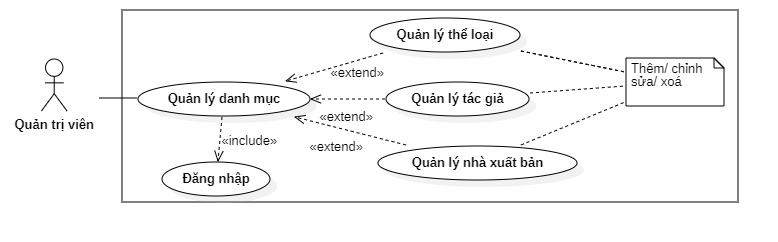 Quản lý thể loại
«extend»
Thêm/ chỉnh
sửa/ xoá
Quản lý danh mục
Quản lý tác giả
«extend»
Quản trị viên
«include»
«extend»
Quản lý nhà xuất bản
Đăng nhập